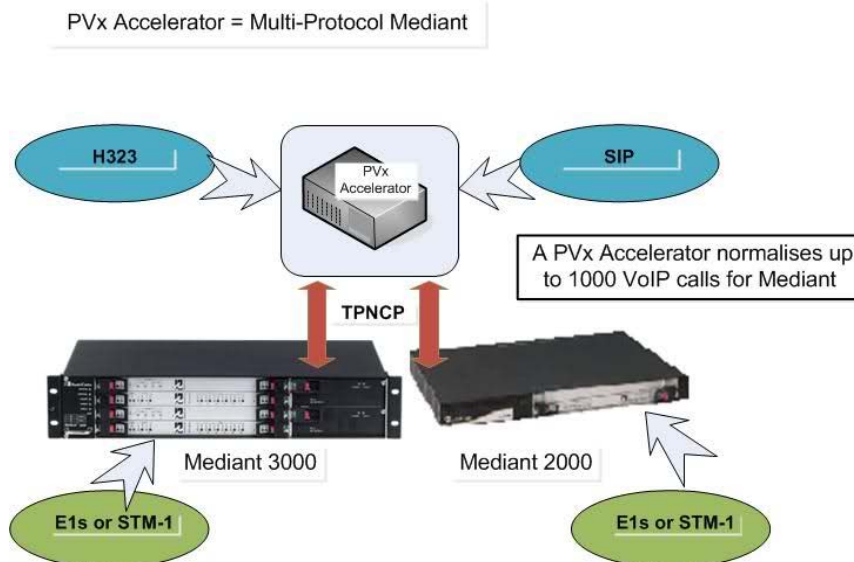 PVx Accelerator = Multi-Protocol Mediant
H323
PVx
Accelerator
SIP
A PVx Accelerator normalises up
to 1000 VoIP calls for Mediant
TPNCP
Mediant 3000
Mediant 2000
E1s or STM-1
E1s or STM-1